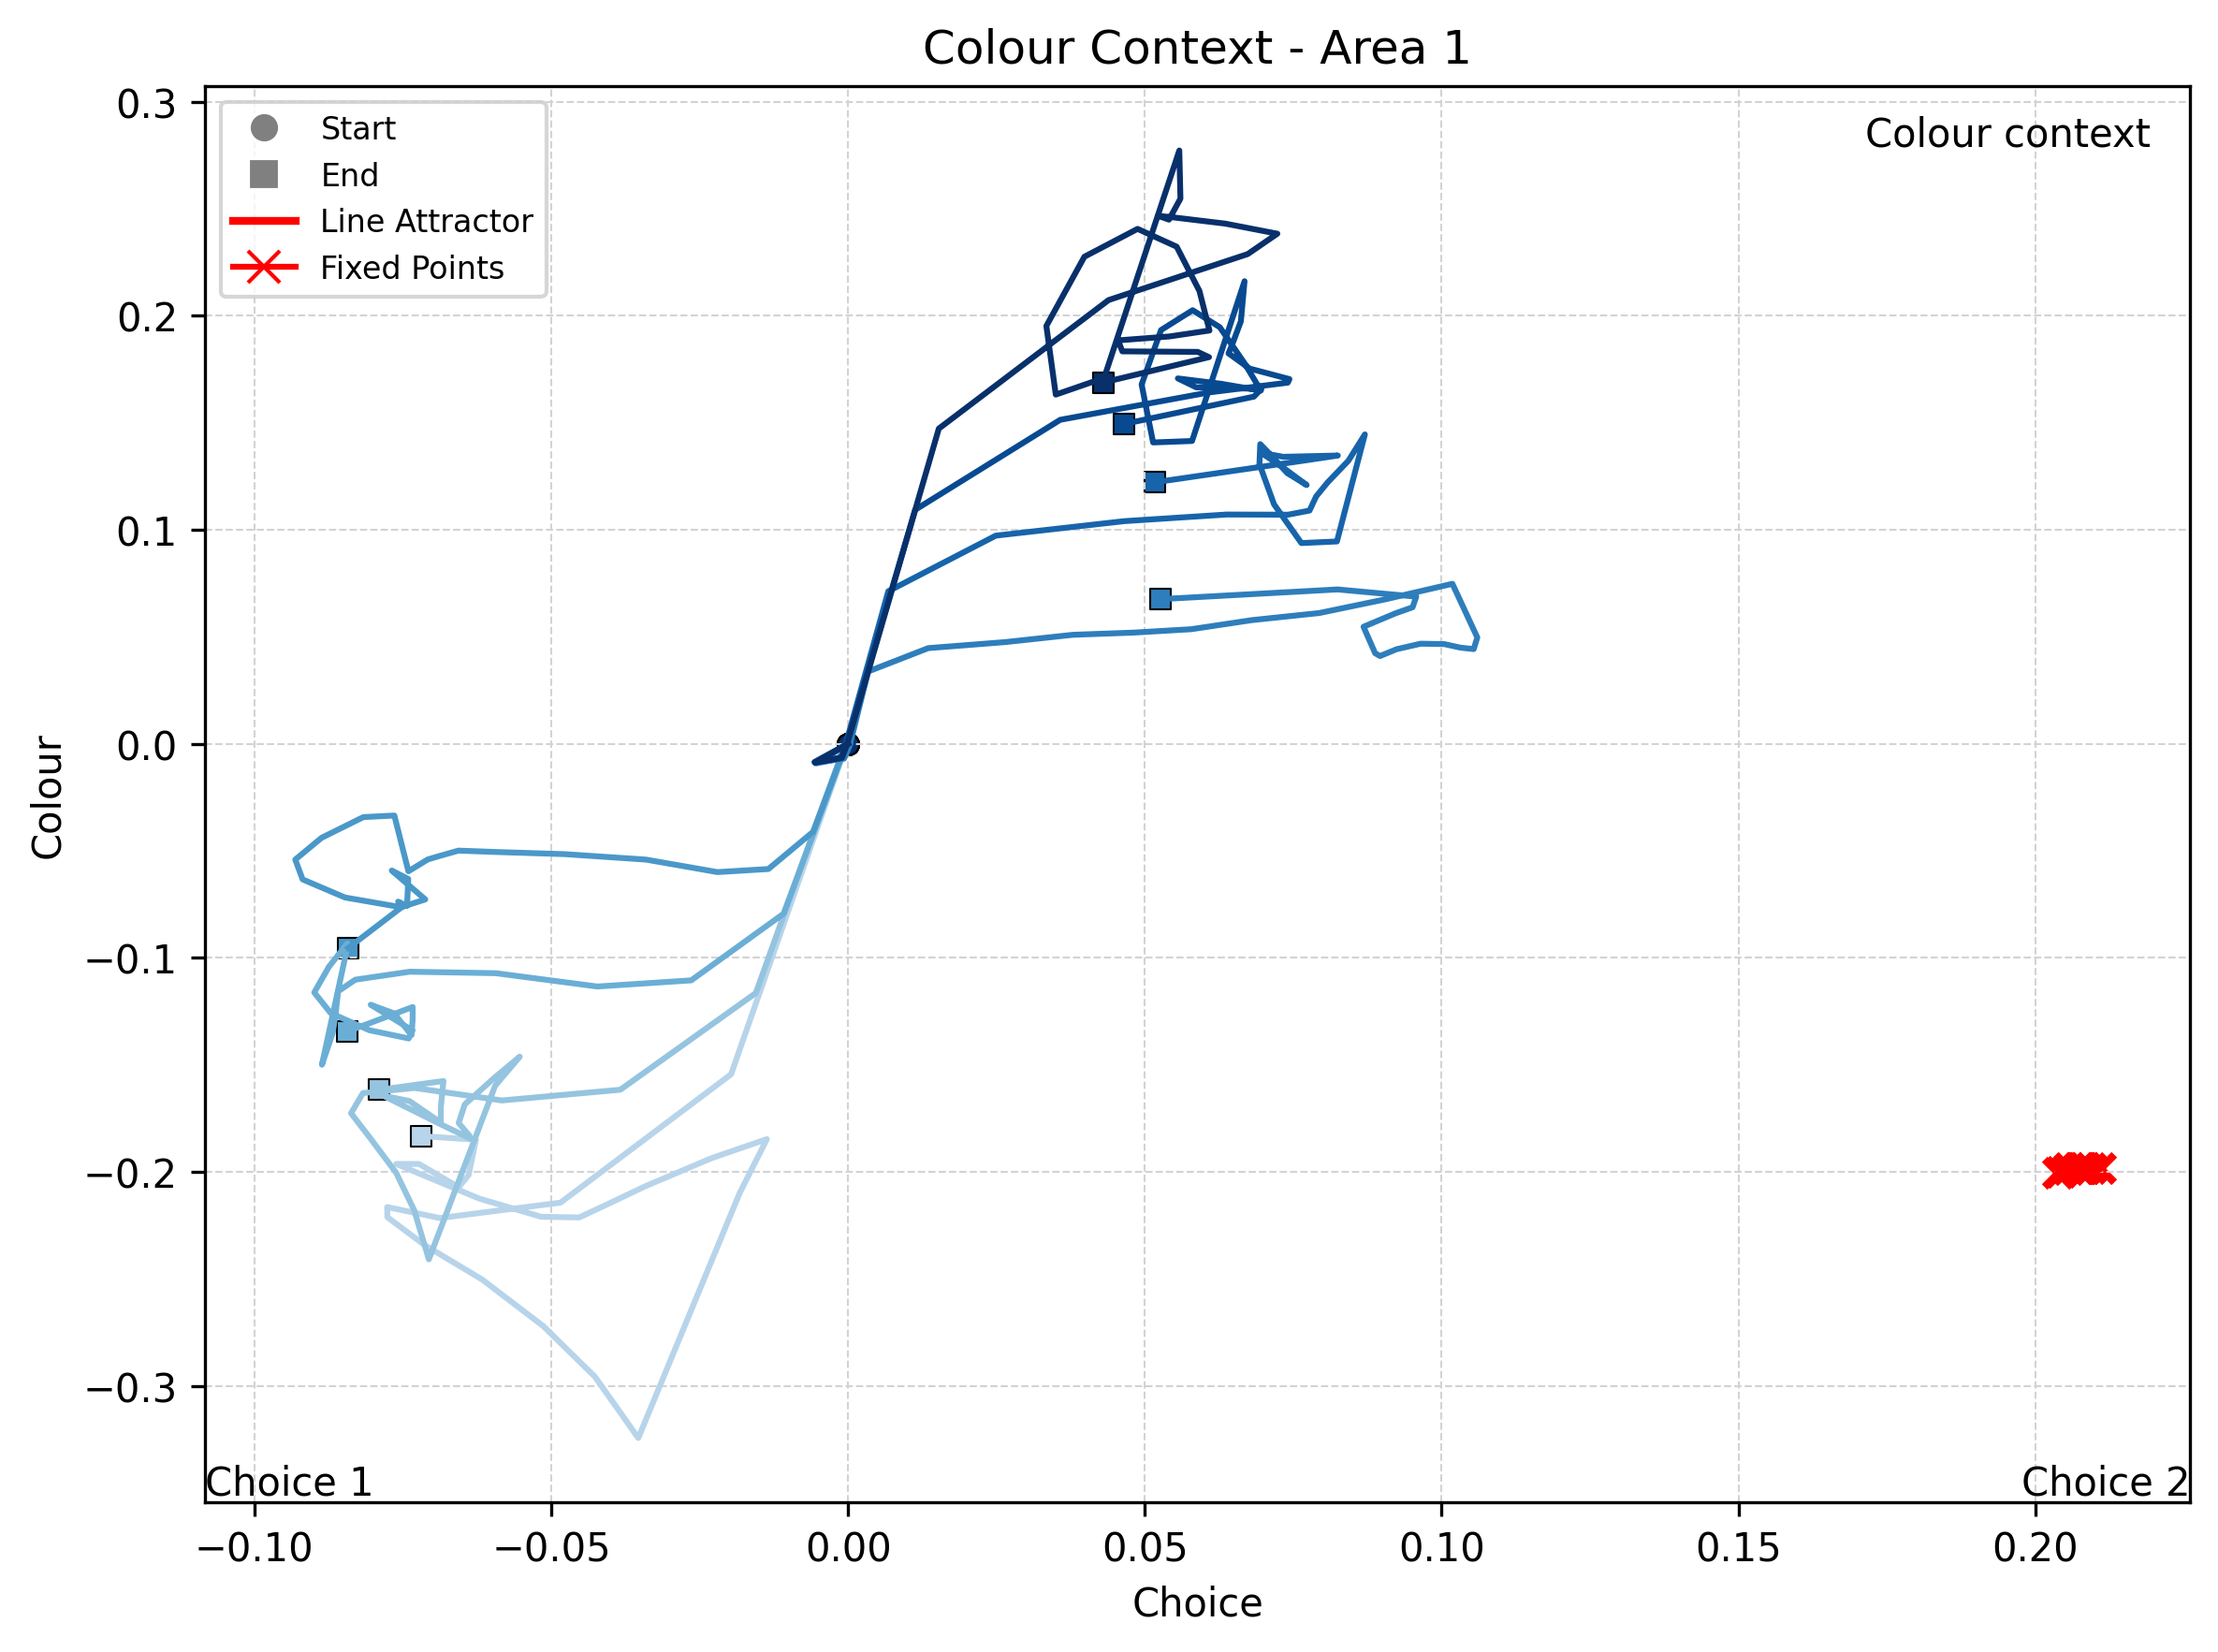 Colour Context - Area 1
Start
End
Line Attractor
Fixed Points
Colour context
0.3
0.2
0.1
0.0
−0.1
−0.2
−0.3
Colour
Choice 1
Choice 2
−0.10
−0.05
0.00
0.05
0.10
0.15
0.20
Choice